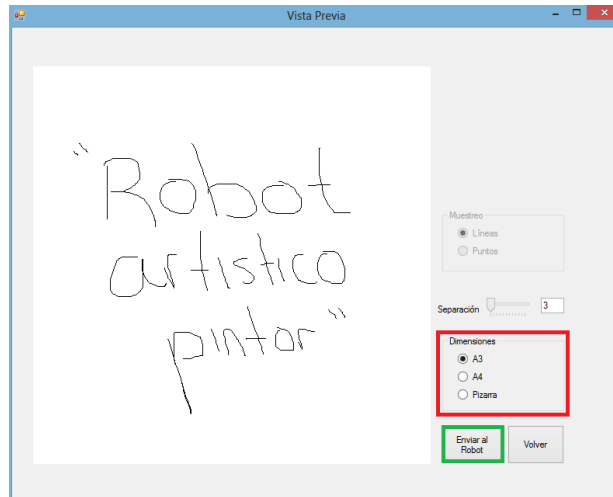 Vista Previa
"Robot
artistico
pintor"
Muestreo
Líneas
Puntos
Separación
3
Dimensiones
A3
A4
Pizarra
Enviar al
Robot
Volver